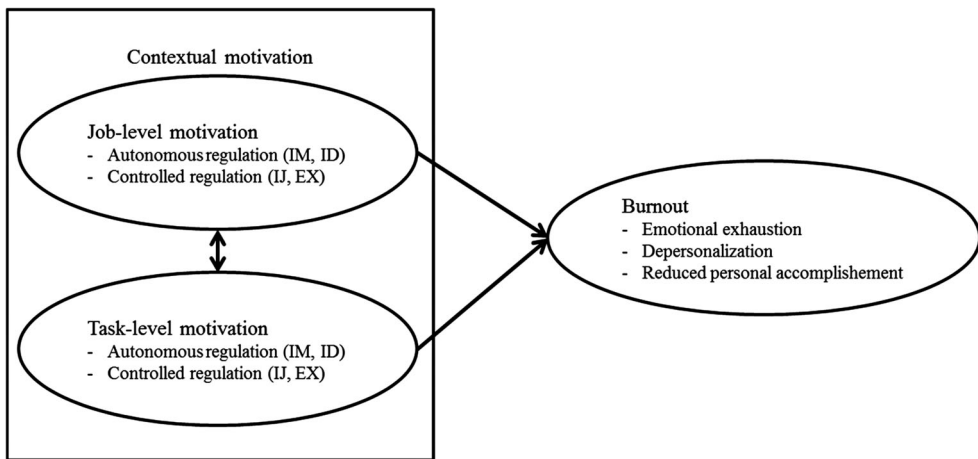 Contextual motivation
Job-level motivation
- Autonomous regulation (IM, ID)
- Controlled regulation (IJ, EX)
Task-level motivation
- Autonomous regulation (IM, ID)
- Controlled regulation (IJ, EX)
Burnout
- Emotional exhaustion
- Depersonalization
- Reduced personal accomplishement